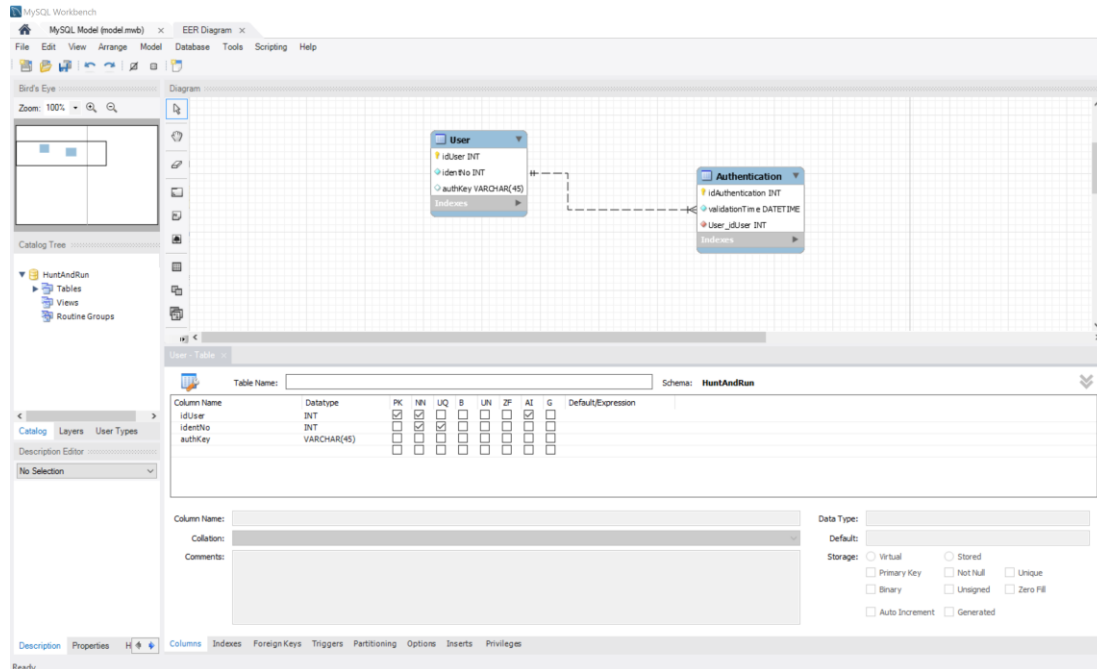 MySQL Workbench
MySQL Model (model.mwb) × EER Diagram ×
File Edit View Arrange Model Database Tools Scripting Help
Bird's Eye
Diagram
Zoom: 100%
User
idUser INT
identNo INT
authKey VARCHAR(45)
Indexes
Authentication
idAuthentication INT
validationTime DATETIME
User_idUser INT
Indexes
Catalog Tree
HuntAndRun
Tables
Views
Routine Groups
User - Table ×
Table Name: Schema: HuntAndRun
Column Name Datatype PK NN UQ B UN ZF AI G Default/Expression
idUser INT
identNo INT
authKey VARCHAR(45)
Catalog Layers User Types
Description Editor
No Selection
Column Name: Data Type:
Collation: Default:
Comments: Storage: Virtual Stored
Primary Key Not Null Unique
Binary Unsigned Zero Fill
Auto Increment Generated
Description Properties H
Columns Indexes Foreign Keys Triggers Partitioning Options Inserts Privileges
Ready